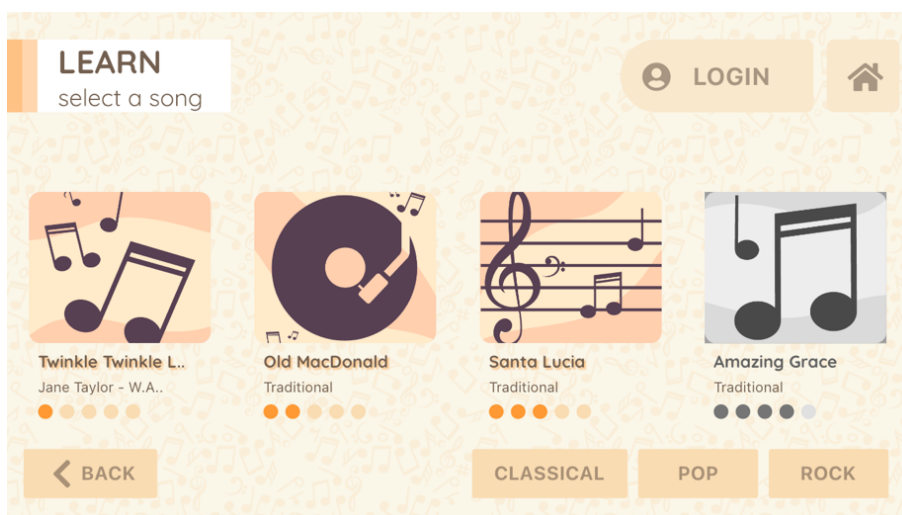 LEARN
select a song
LOGIN
Twinkle Twinkle L..
Jane Taylor - W.A..
Old MacDonald
Traditional
Santa Lucia
Traditional
Amazing Grace
Traditional
BACK
CLASSICAL
POP
ROCK